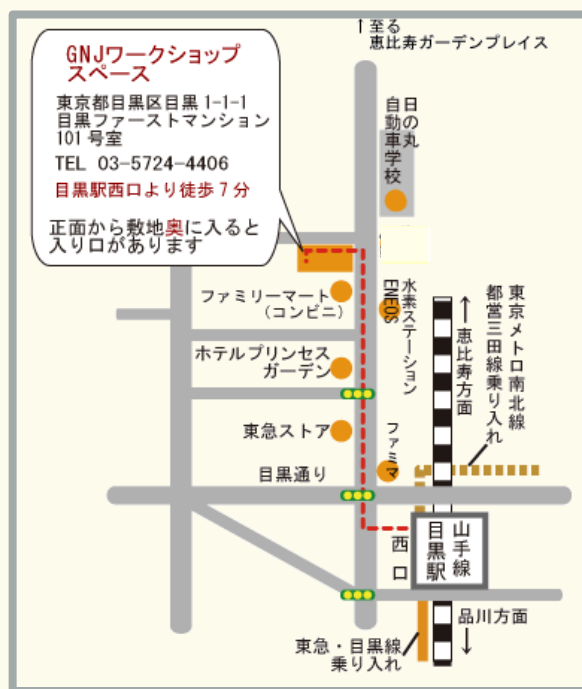 ↑至る
恵比寿ガーデンプレイス
GNJワークショップ
スペース
東京都目黒区目黒1-1-1
目黒ファーストマンション
101号室
TEL 03-5724-4406
目黒駅西口より徒歩7分
正面から敷地奥に入ると
入り口があります
日の丸
自動車学校
ファミリーマート
(コンビニ)
水素ステーション
ENEOS
ホテルプリンセス
ガーデン
東急ストア
ファミマ
目黒通り
←恵比寿方面
東京メトロ南北線
都営三田線乗り入れ
西口
山手線
目黒駅
品川方面
↓
東急・目黒線
乗り入れ